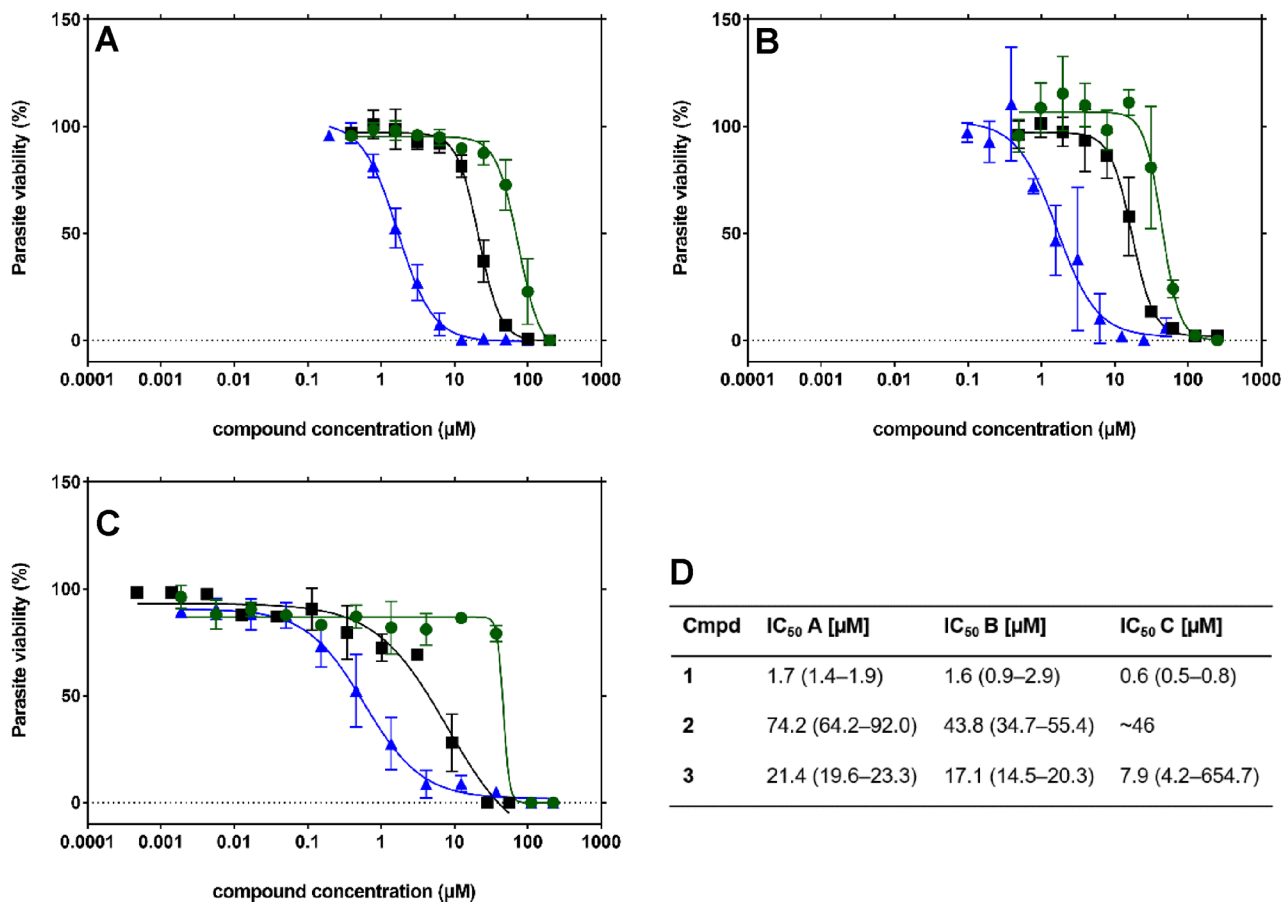 A
150
100
50
0
Parasite viability (%)
0.0001 0.001 0.01 0.1 1 10 100 1000
compound concentration (µM)
B
150
100
50
0
Parasite viability (%)
0.0001 0.001 0.01 0.1 1 10 100 1000
compound concentration (µM)
C
150
100
50
0
Parasite viability (%)
0.0001 0.001 0.01 0.1 1 10 100 1000
compound concentration (µM)
D
Cmpd IC50 A [µM] IC50 B [µM] IC50 C [µM]
1 1.7 (1.4–1.9) 1.6 (0.9–2.9) 0.6 (0.5–0.8)
2 74.2 (64.2–92.0) 43.8 (34.7–55.4) ~46
3 21.4 (19.6–23.3) 17.1 (14.5–20.3) 7.9 (4.2–654.7)